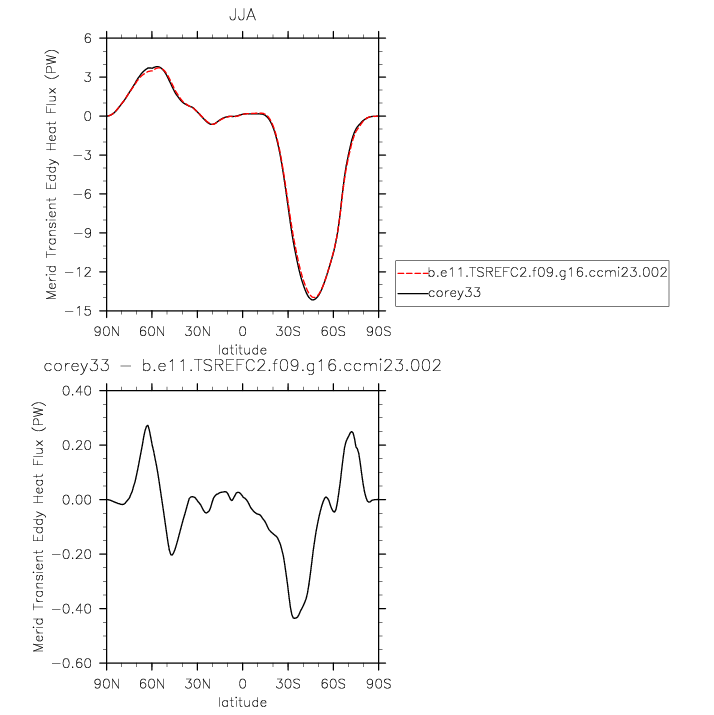 JJA
Merid Transient Eddy Heat Flux (PW)
6
3
0
−3
−6
−9
−12
−15
90N 60N 30N 0 30S 60S 90S
latitude
b.e11.TSREFC2.f09.g16.ccmi23.002
corey33
corey33 − b.e11.TSREFC2.f09.g16.ccmi23.002
Merid Transient Eddy Heat Flux (PW)
0.40
0.20
0.00
−0.20
−0.40
−0.60
90N 60N 30N 0 30S 60S 90S
latitude